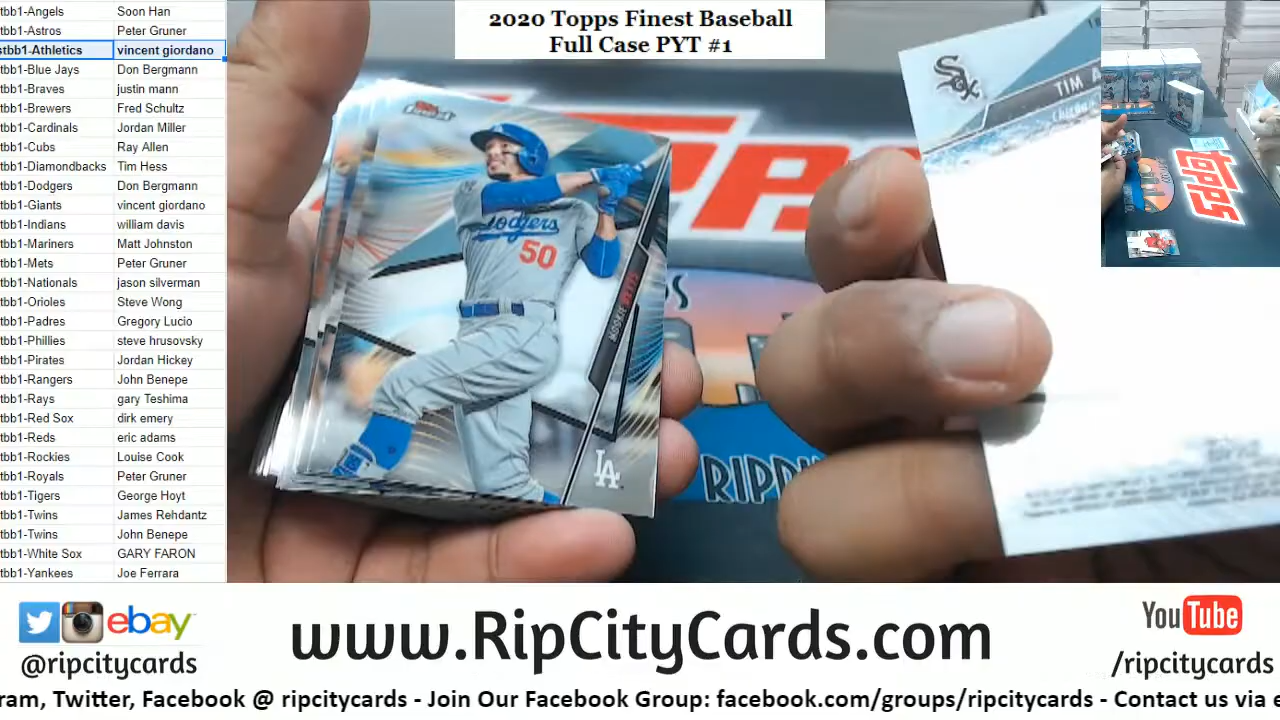 2020 Topps Finest Baseball
Full Case PYT #1
tbb1-Angels Soon Han
tbb1-Astros Peter Gruner
stbb1-Athletics vincent giordano
tbb1-Blue Jays Don Bergmann
tbb1-Braves justin mann
tbb1-Brewers Fred Schultz
tbb1-Cardinals Jordan Miller
tbb1-Cubs Ray Allen
tbb1-Diamondbacks Tim Hess
tbb1-Dodgers Don Bergmann
tbb1-Giants vincent giordano
tbb1-Indians william davis
tbb1-Mariners Matt Johnston
tbb1-Mets Peter Gruner
tbb1-Nationals jason silverman
tbb1-Orioles Steve Wong
tbb1-Padres Gregory Lucio
tbb1-Phillies steve hrusovsky
tbb1-Pirates Jordan Hickey
tbb1-Rangers John Benepe
tbb1-Rays gary Teshima
tbb1-Red Sox dirk emery
tbb1-Reds eric adams
tbb1-Rockies Louise Cook
tbb1-Royals Peter Gruner
tbb1-Tigers George Hoyt
tbb1-Twins James Rehdantz
tbb1-Twins John Benepe
tbb1-White Sox GARY FARON
tbb1-Yankees Joe Ferrara
Dodgers
50
MOOKIE BETTS
LA
Sox
TIM A
TOPPS
topps
RIPPI
ebay
@ripcitycards
www.RipCityCards.com
YouTube
/ripcitycards
ram, Twitter, Facebook @ ripcitycards - Join Our Facebook Group: facebook.com/groups/ripcitycards - Contact us via e